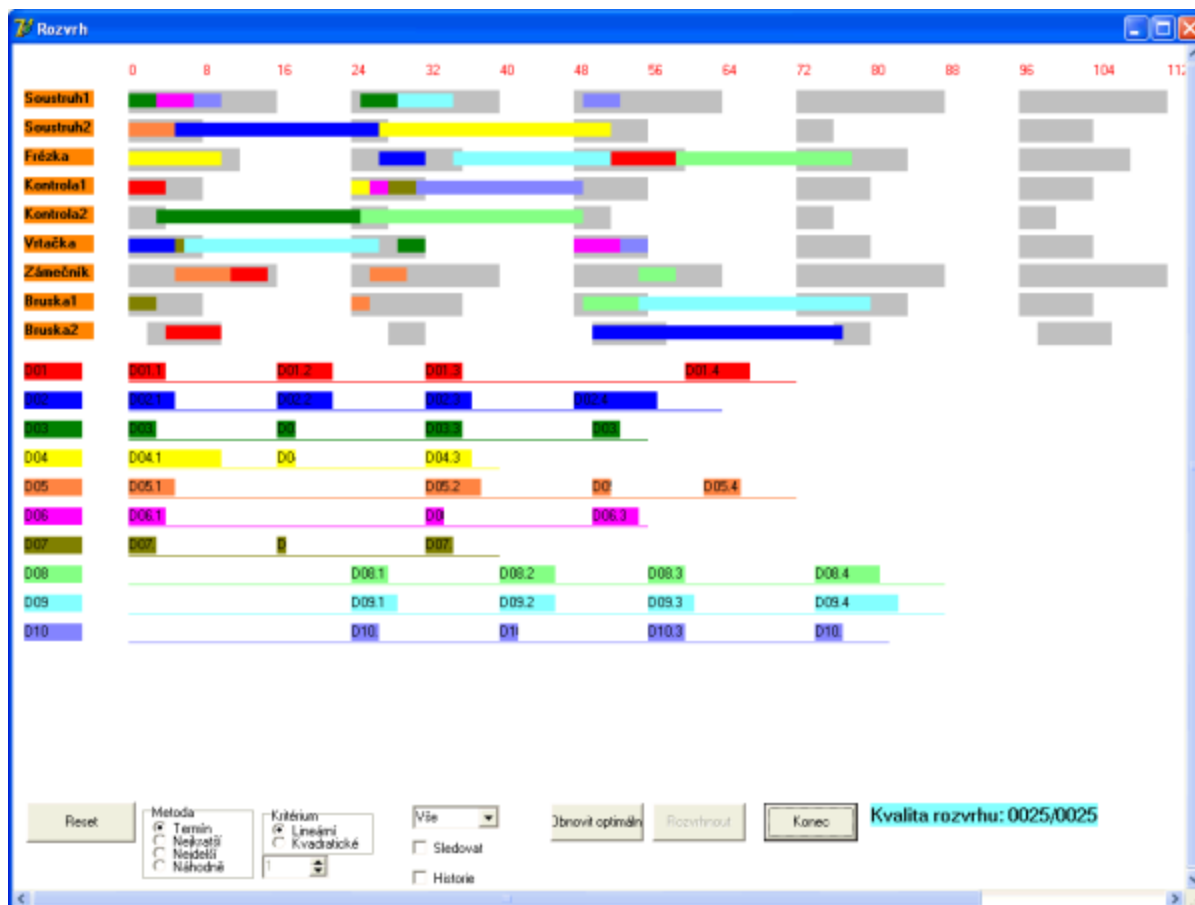 Rozvrh
0 8 16 24 32 40 48 56 64 72 80 88 96 104 112
Soustruh1
Soustruh2
Frézka
Kontrola1
Kontrola2
Vrtačka
Zámečník
Bruska1
Bruska2
D01 D01.1 D01.2 D01.3 D01.4
D02 D02.1 D02.2 D02.3 D02.4
D03 D03. D0 D03.3 D03.
D04 D04.1 D0 D04.3
D05 D05.1 D05.2 D0 D05.4
D06 D06.1 D0 D06.3
D07 D07. D D07.
D08 D08.1 D08.2 D08.3 D08.4
D09 D09.1 D09.2 D09.3 D09.4
D10 D10. D1 D10.3 D10.
Reset
Metoda
Termín
Nejkratší
Nejdelší
Náhodně
Kritérium
Lineární
Kvadratické
1
Vše
Sledovat
Historie
Obnovit optimáln
Rozvrhnout
Konec
Kvalita rozvrhu: 0025/0025